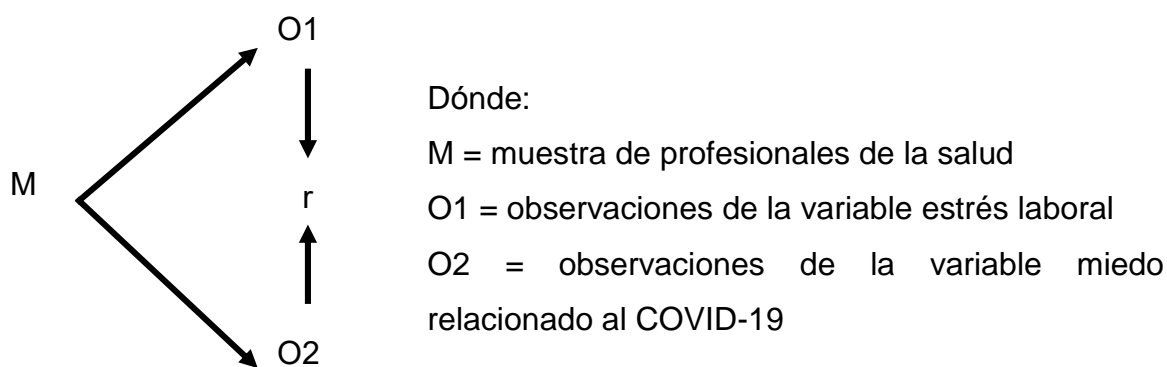 O1
Dónde:
M = muestra de profesionales de la salud
M
r
O1 = observaciones de la variable estrés laboral
O2 = observaciones de la variable miedo
relacionado al COVID-19
O2